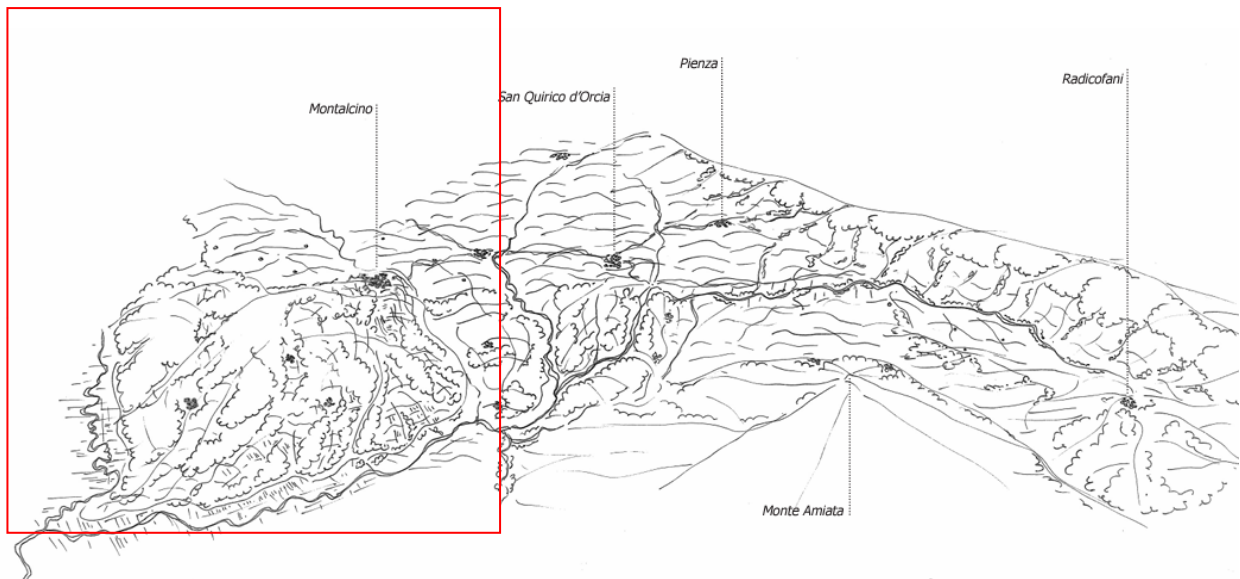 Pienza
Radicofani
San Quirico d'Orcia
Montalcino
Monte Amiata